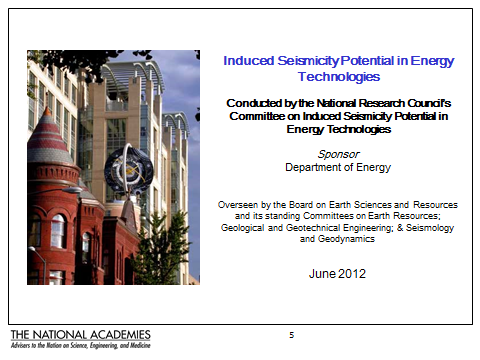 Induced Seismicity Potential in Energy
Technologies
Conducted by the National Research Council's
Committee on Induced Seismicity Potential in
Energy Technologies
Sponsor
Department of Energy
Overseen by the Board on Earth Sciences and Resources
and its standing Committees on Earth Resources;
Geological and Geotechnical Engineering; & Seismology
and Geodynamics
June 2012
THE NATIONAL ACADEMIES
Advisers to the Nation on Science, Engineering, and Medicine
5